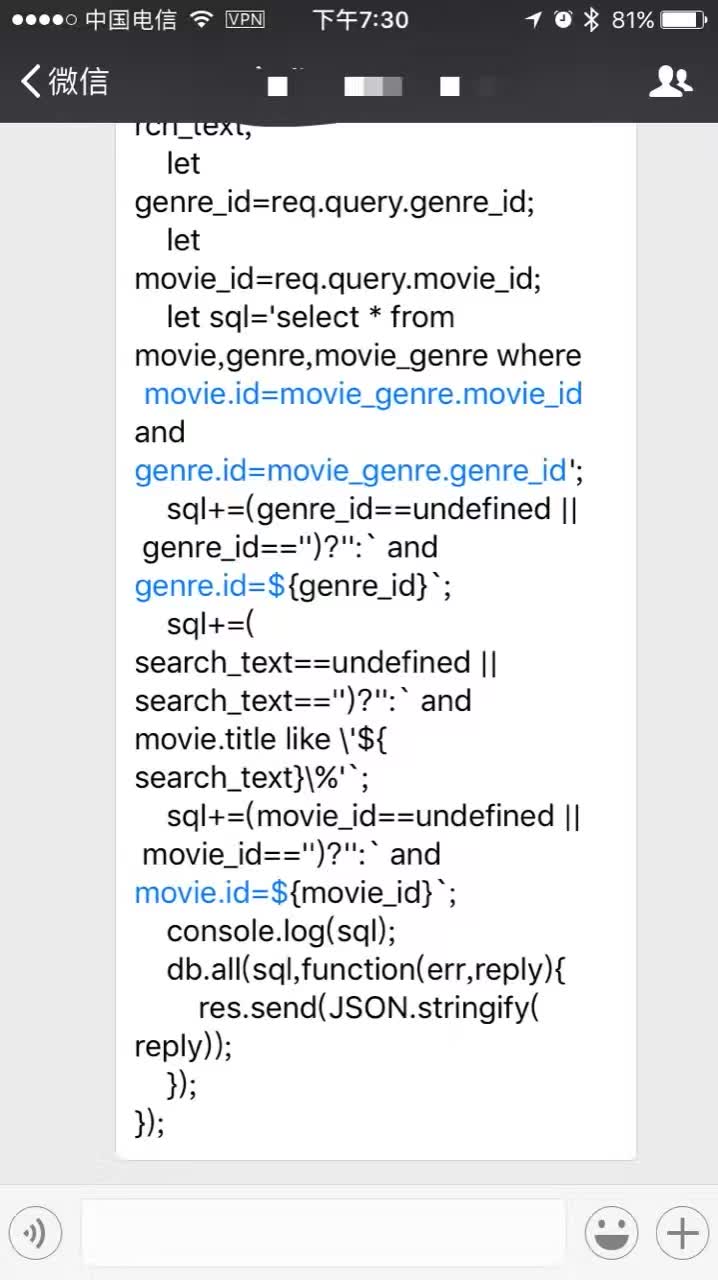 中国电信 VPN 下午7:30 81%
微信
rch_text;
let
genre_id=req.query.genre_id;
let
movie_id=req.query.movie_id;
let sql='select * from
movie,genre,movie_genre where
movie.id=movie_genre.movie_id
and
genre.id=movie_genre.genre_id';
sql+=(genre_id==undefined ||
genre_id=='')?'':` and
genre.id=${genre_id}`;
sql+=(
search_text==undefined ||
search_text=='')?'':` and
movie.title like \'${
search_text}\%'`;
sql+=(movie_id==undefined ||
movie_id=='')?'':` and
movie.id=${movie_id}`;
console.log(sql);
db.all(sql,function(err,reply){
res.send(JSON.stringify(
reply));
});
});